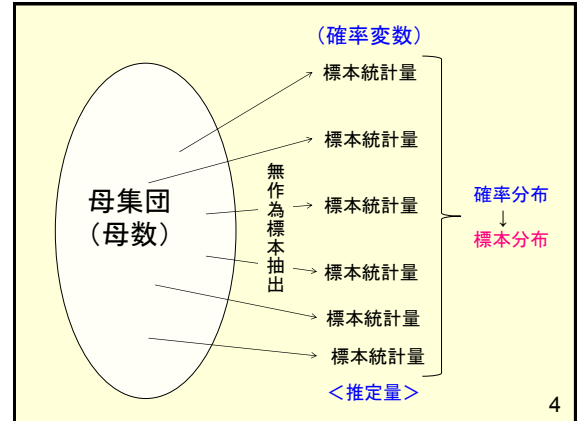 (確率変数)
標本統計量
標本統計量
標本統計量
標本統計量
標本統計量
標本統計量
<推定量>
母集団
(母数)
無作為標本抽出
確率分布
↓
標本分布
4